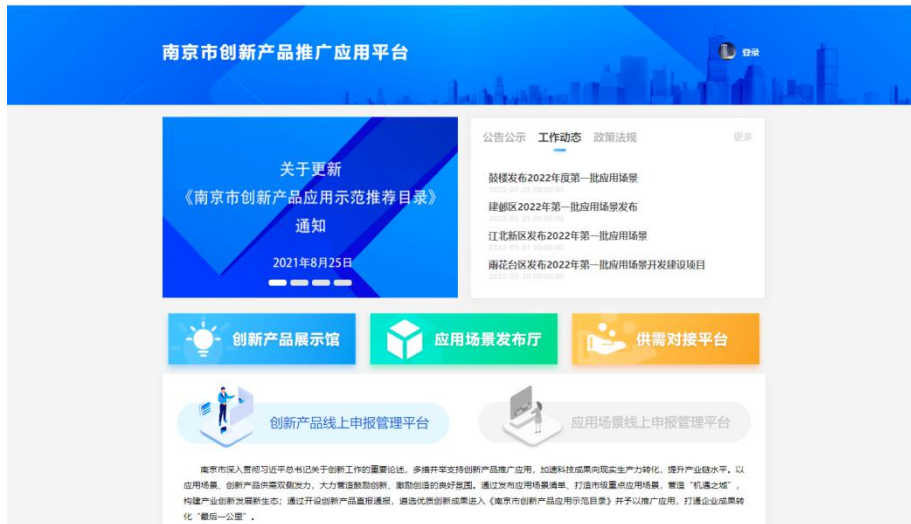 南京市创新产品推广应用平台
登录
关于更新
《南京市创新产品应用示范推荐目录》
通知
2021年8月25日
公告公示 工作动态 政策法规 更多
鼓楼发布2022年度第一批应用场景
建邺区2022年第一批应用场景发布
江北新区发布2022年第一批应用场景
雨花台区发布2022年第一批应用场景开发建设项目
创新产品展示馆
应用场景发布厅
供需对接平台
创新产品线上申报管理平台
应用场景线上申报管理平台
南京市深入贯彻习近平总书记关于创新工作的重要论述，多措并举支持创新产品推广应用，加速科技成果向现实生产力转化，提升产业链水平。以
应用场景、创新产品供需双侧发力，大力营造鼓励创新、激励创造的良好氛围。通过发布应用场景清单、打造市级重点应用场景，营造“机遇之城”，
构建产业创新发展新生态；通过开设创新产品直报通报，遴选优质创新成果进入《南京市创新产品应用示范目录》并予以推广应用，打通企业成果转
化“最后一公里”。